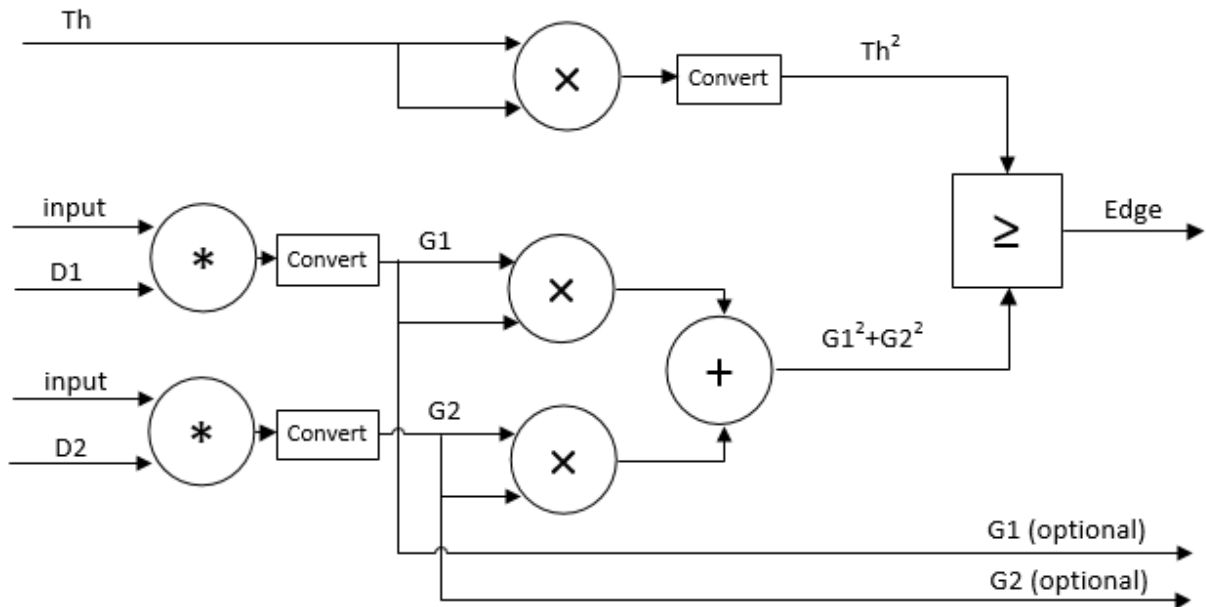 Th
×
Convert
Th²
input
D1
*
Convert
G1
×
≥
Edge
input
D2
*
Convert
G2
×
+
G1²+G2²
G1 (optional)
G2 (optional)